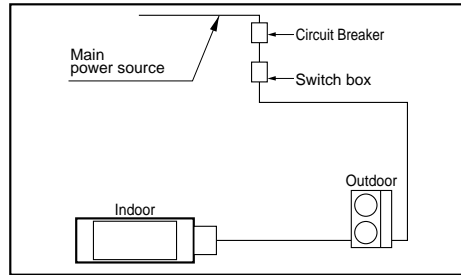 Circuit Breaker
Main
power source
Switch box
Outdoor
Indoor